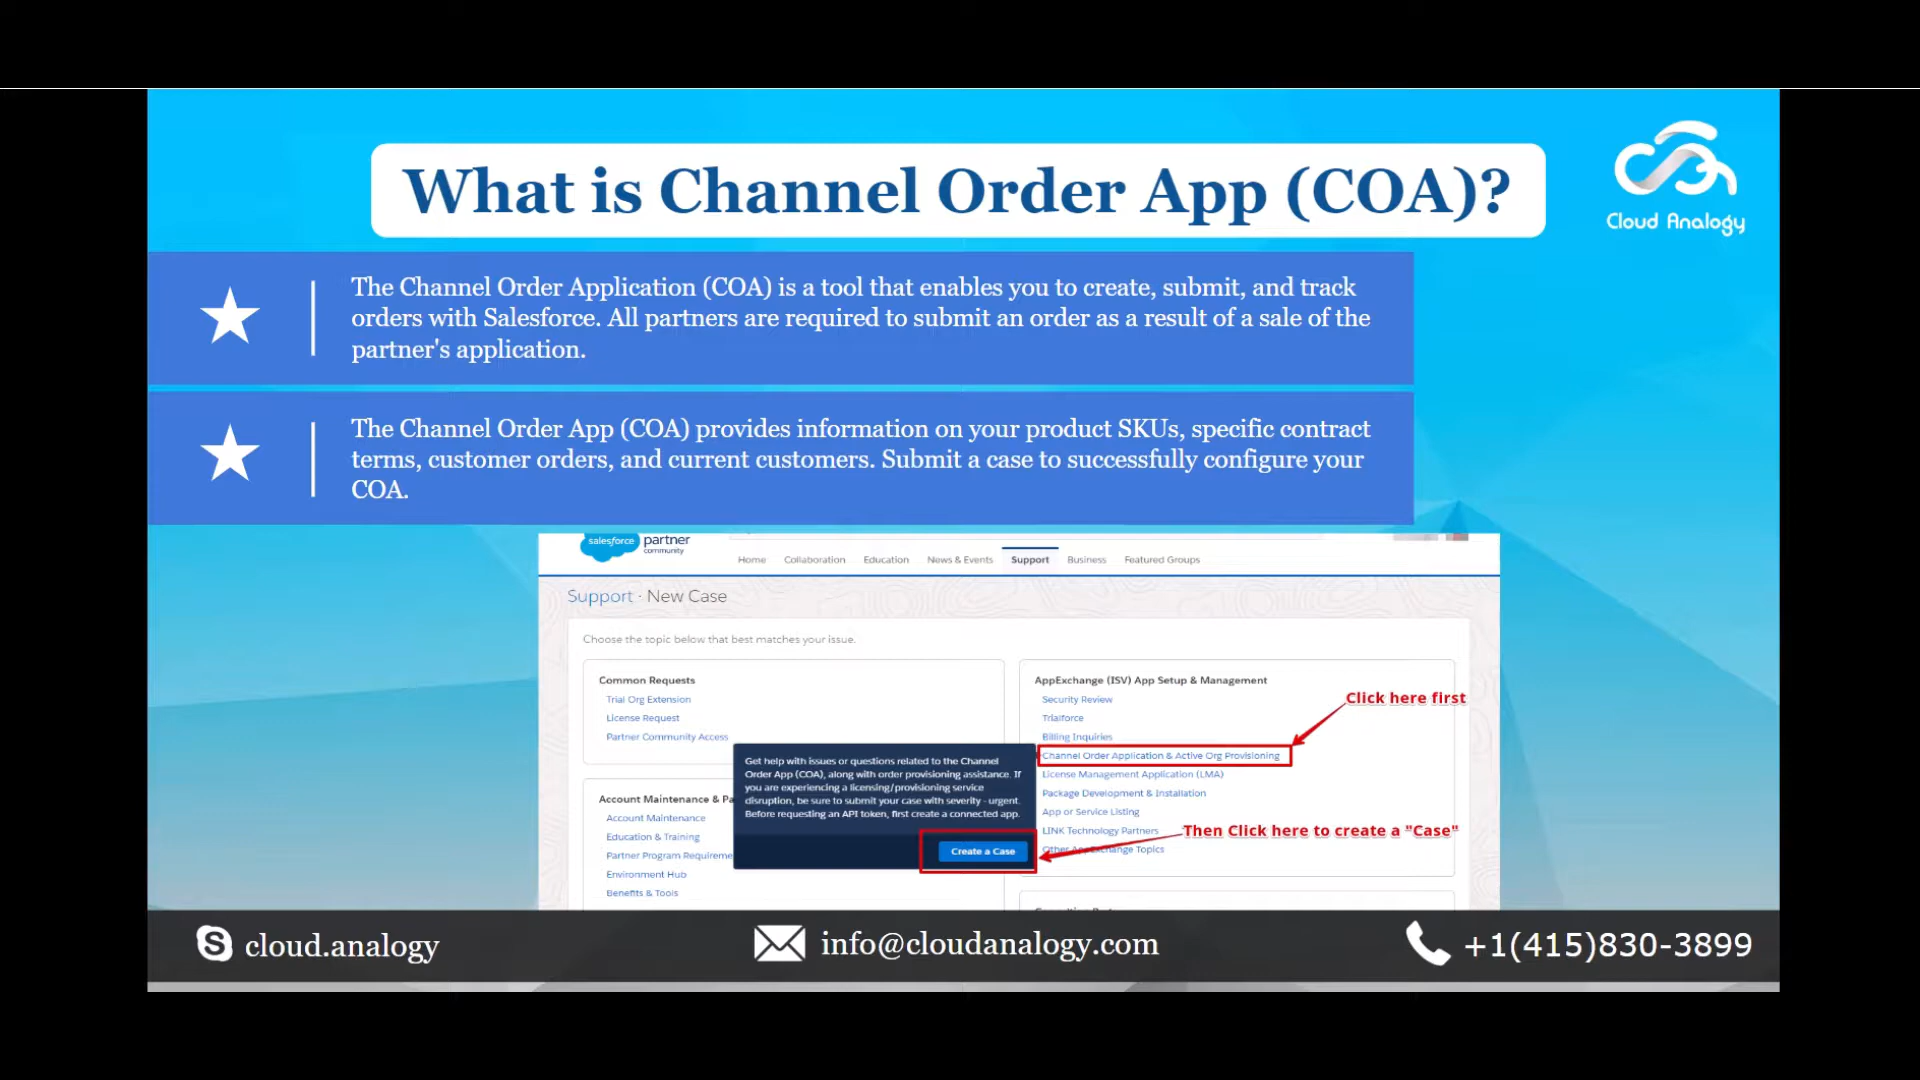 What is Channel Order App (COA)?
Cloud Analogy
The Channel Order Application (COA) is a tool that enables you to create, submit, and track
orders with Salesforce. All partners are required to submit an order as a result of a sale of the
partner's application.
The Channel Order App (COA) provides information on your product SKUs, specific contract
terms, customer orders, and current customers. Submit a case to successfully configure your
COA.
salesforce partner
community
Home Collaboration Education News & Events Support Business Featured Groups
Support · New Case
Choose the topic below that best matches your issue.
Common Requests
Trial Org Extension
License Request
Partner Community Access
Account Maintenance & Pa
Account Maintenance
Education & Training
Partner Program Requireme
Environment Hub
Benefits & Tools
Get help with issues or questions related to the Channel
Order App (COA), along with order provisioning assistance. If
you are experiencing a licensing/provisioning service
disruption, be sure to submit your case with severity - urgent.
Before requesting an API token, first create a connected app.
Create a Case
AppExchange (ISV) App Setup & Management
Security Review
Trialforce
Billing Inquiries
Channel Order Application & Active Org Provisioning
License Management Application (LMA)
Package Development & Installation
App or Service Listing
LINK Technology Partners
Other AppExchange Topics
Click here first
Then Click here to create a "Case"
cloud.analogy
info@cloudanalogy.com
+1(415)830-3899